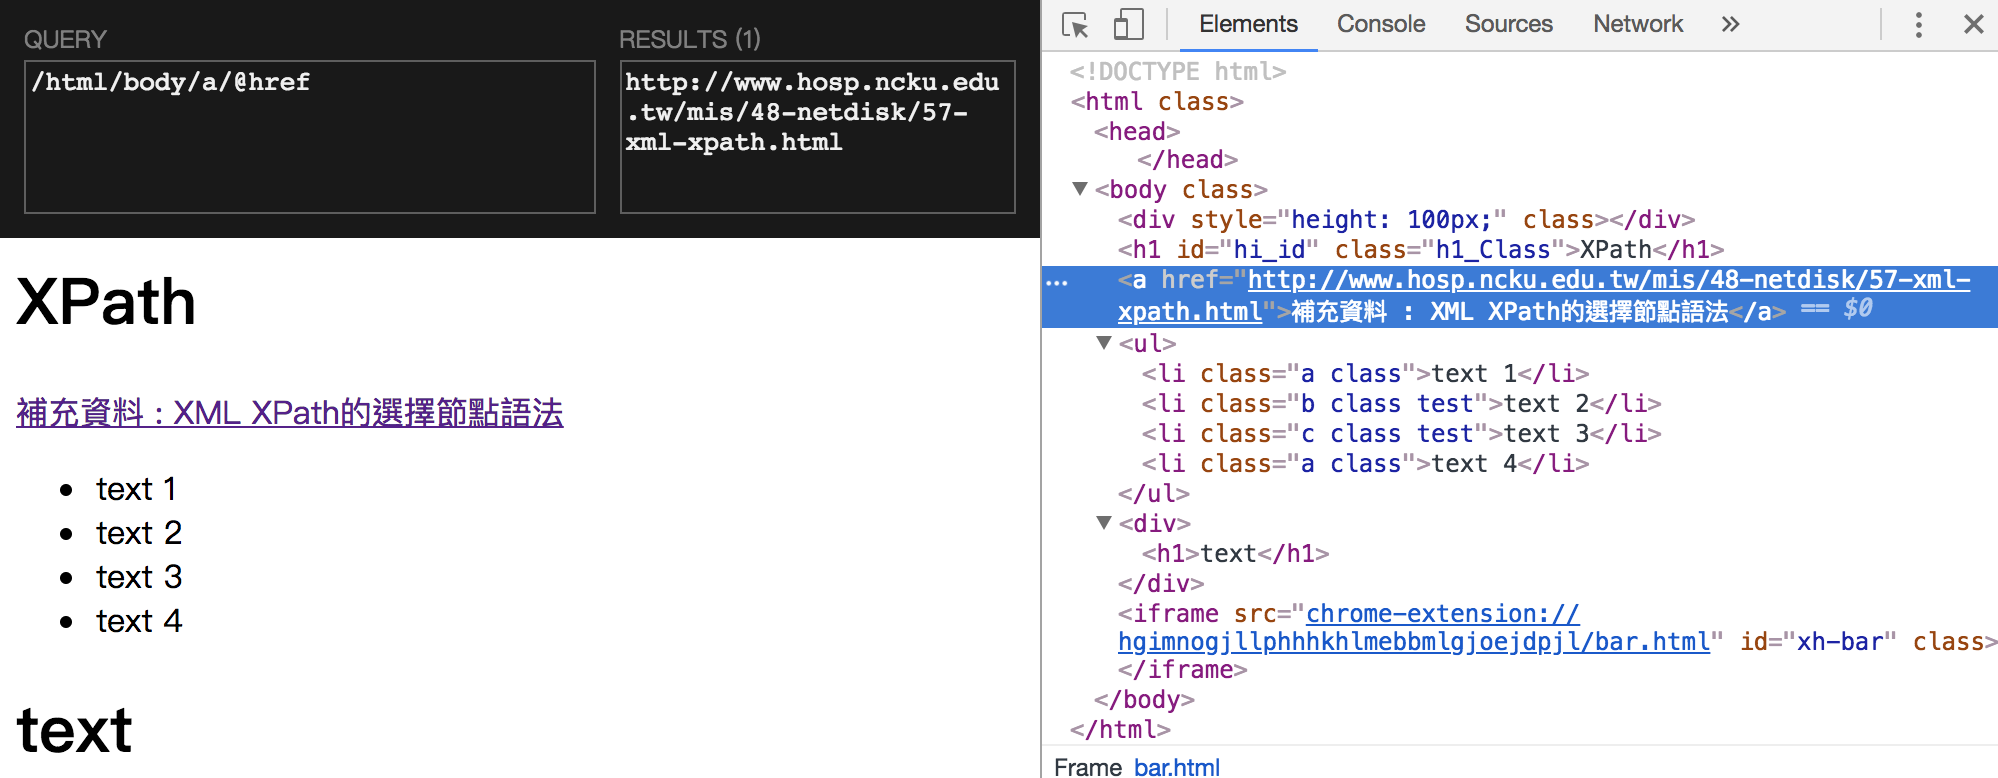 QUERY
/html/body/a/@href
RESULTS (1)
http://www.hosp.ncku.edu
.tw/mis/48-netdisk/57-
xml-xpath.html
XPath
補充資料 : XML XPath的選擇節點語法
text 1
text 2
text 3
text 4
text
Elements Console Sources Network »
<!DOCTYPE html>
<html class>
<head>
</head>
<body class>
<div style="height: 100px;" class></div>
<h1 id="hi_id" class="h1_Class">XPath</h1>
<a href="http://www.hosp.ncku.edu.tw/mis/48-netdisk/57-xml-
xpath.html">補充資料 : XML XPath的選擇節點語法</a> == $0
<ul>
<li class="a class">text 1</li>
<li class="b class test">text 2</li>
<li class="c class test">text 3</li>
<li class="a class">text 4</li>
</ul>
<div>
<h1>text</h1>
</div>
<iframe src="chrome-extension://
hgimnogjllphhhkhlmebbmlgjoejdpjl/bar.html" id="xh-bar" class>
</iframe>
</body>
</html>
Frame bar.html